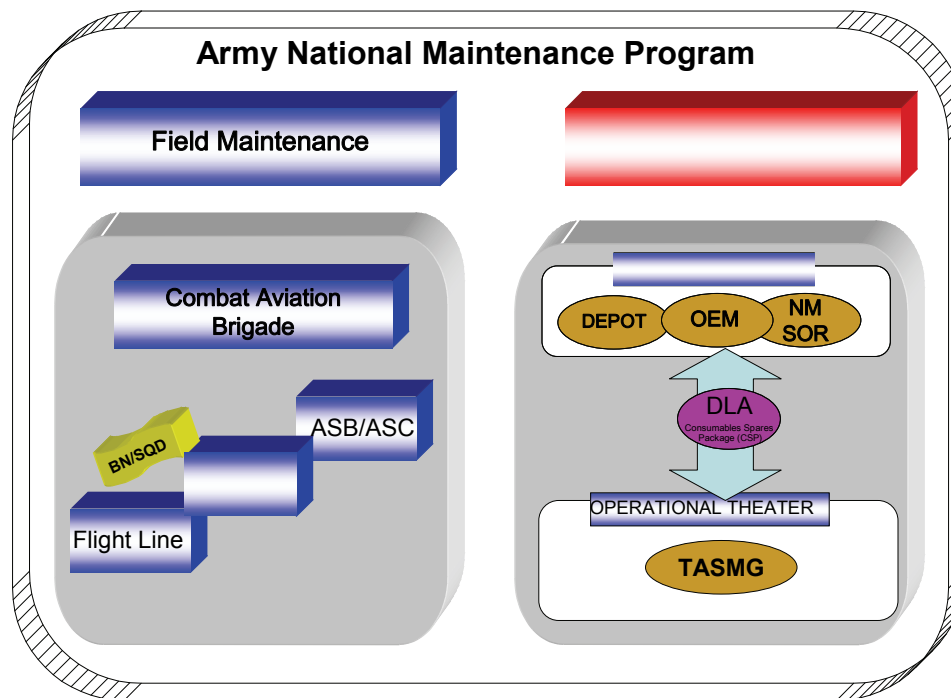 Army National Maintenance Program
Field Maintenance
Combat Aviation
Brigade
ASB/ASC
BN/SQD
Flight Line
DEPOT
OEM
NM
SOR
DLA
Consumables Spares
Package (CSP)
OPERATIONAL THEATER
TASMG